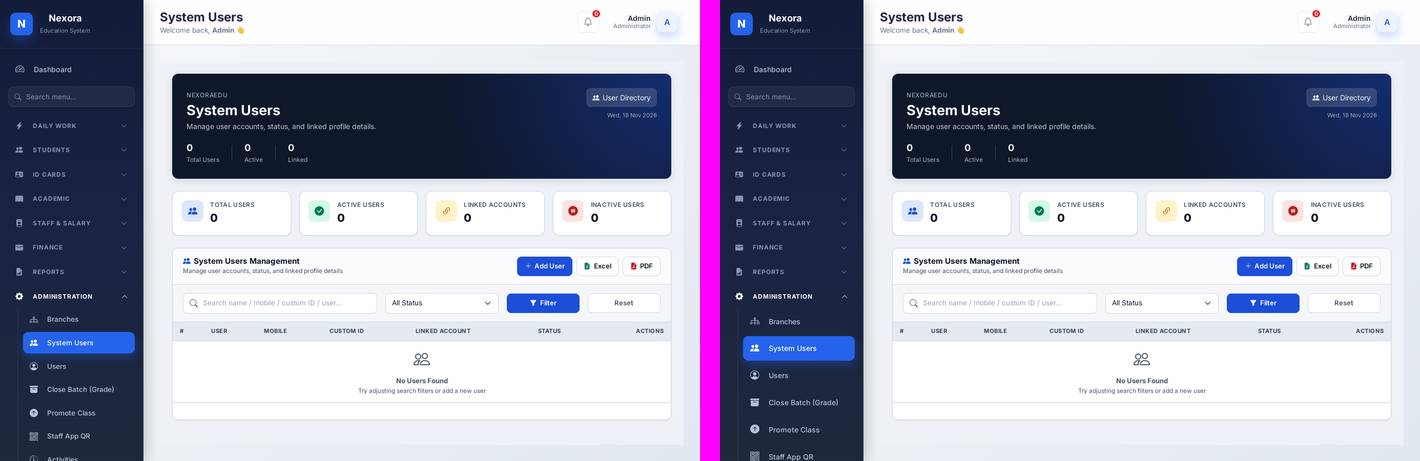 N
Nexora
Education System
Dashboard
Search menu...
DAILY WORK
STUDENTS
ID CARDS
ACADEMIC
STAFF & SALARY
FINANCE
REPORTS
ADMINISTRATION
Branches
System Users
Users
Close Batch (Grade)
Promote Class
Staff App QR
Activities
System Users
Welcome back, Admin 👋
0
Admin
Administrator
A
NEXORAEDU
System Users
Manage user accounts, status, and linked profile details.
User Directory
Wed, 18 Nov 2026
0 0 0
Total Users Active Linked
TOTAL USERS
0
ACTIVE USERS
0
LINKED ACCOUNTS
0
INACTIVE USERS
0
System Users Management
Manage user accounts, status, and linked profile details
+ Add User Excel PDF
Search name / mobile / custom ID / user... All Status Filter Reset
# USER MOBILE CUSTOM ID LINKED ACCOUNT STATUS ACTIONS
No Users Found
Try adjusting search filters or add a new user
N
Nexora
Education System
Dashboard
Search menu...
DAILY WORK
STUDENTS
ID CARDS
ACADEMIC
STAFF & SALARY
FINANCE
REPORTS
ADMINISTRATION
Branches
System Users
Users
Close Batch (Grade)
Promote Class
Staff App QR
System Users
Welcome back, Admin 👋
0
Admin
Administrator
A
NEXORAEDU
System Users
Manage user accounts, status, and linked profile details.
User Directory
Wed, 18 Nov 2026
0 0 0
Total Users Active Linked
TOTAL USERS
0
ACTIVE USERS
0
LINKED ACCOUNTS
0
INACTIVE USERS
0
System Users Management
Manage user accounts, status, and linked profile details
+ Add User Excel PDF
Search name / mobile / custom ID / user... All Status Filter Reset
# USER MOBILE CUSTOM ID LINKED ACCOUNT STATUS ACTIONS
No Users Found
Try adjusting search filters or add a new user